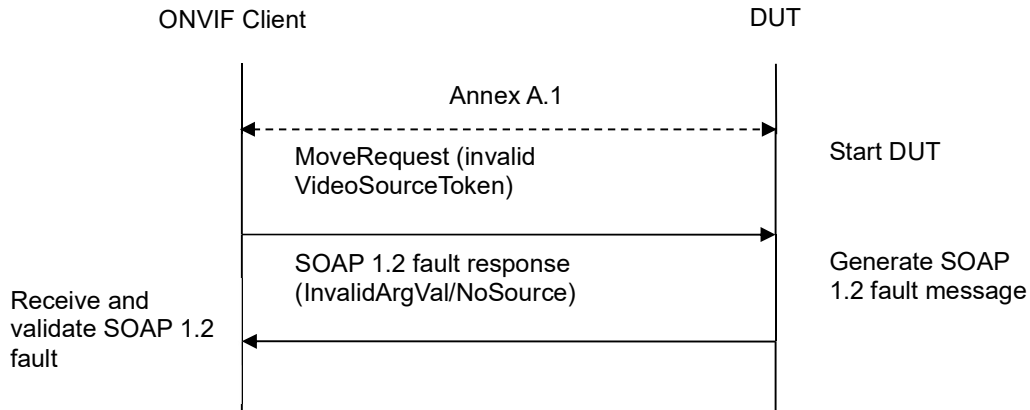 ONVIF Client
DUT
Annex A.1
MoveRequest (invalid
VideoSourceToken)
Start DUT
SOAP 1.2 fault response
(InvalidArgVal/NoSource)
Generate SOAP
1.2 fault message
Receive and
validate SOAP 1.2
fault